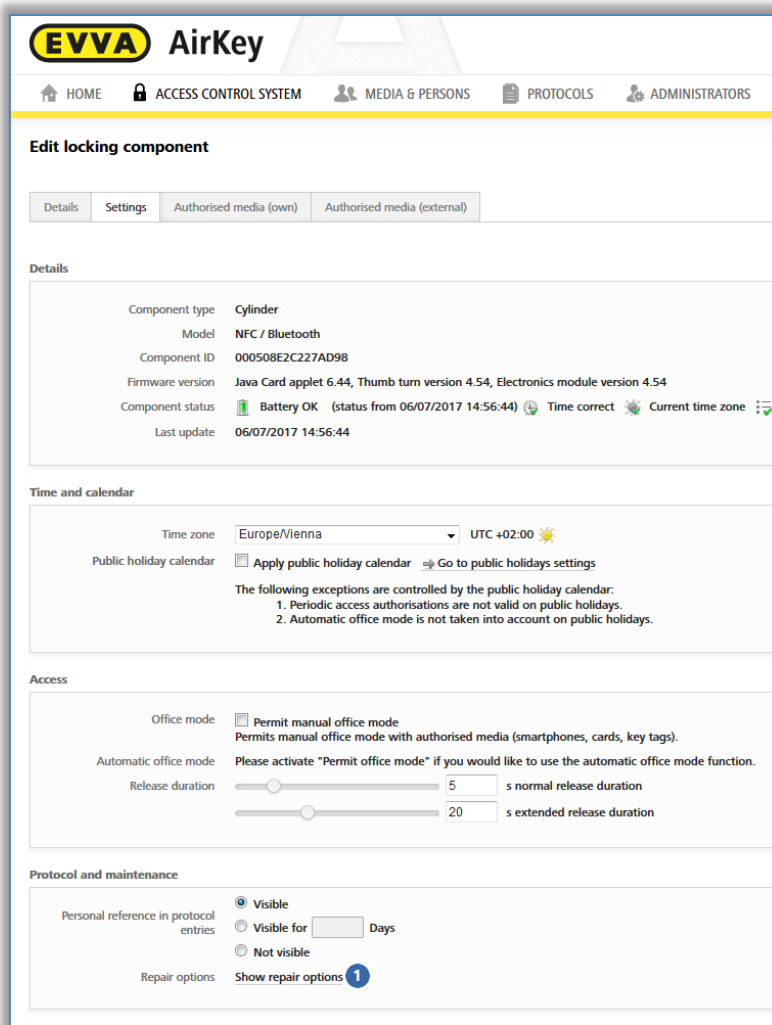 EVVA AirKey
HOME ACCESS CONTROL SYSTEM MEDIA & PERSONS PROTOCOLS ADMINISTRATORS
Edit locking component
Details Settings Authorised media (own) Authorised media (external)
Details
Component type Cylinder
Model NFC / Bluetooth
Component ID 000508E2C227AD98
Firmware version Java Card applet 6.44, Thumb turn version 4.54, Electronics module version 4.54
Component status Battery OK (status from 06/07/2017 14:56:44) Time correct Current time zone
Last update 06/07/2017 14:56:44
Time and calendar
Time zone Europe/Vienna UTC +02:00
Public holiday calendar Apply public holiday calendar Go to public holidays settings
The following exceptions are controlled by the public holiday calendar:
1. Periodic access authorisations are not valid on public holidays.
2. Automatic office mode is not taken into account on public holidays.
Access
Office mode Permit manual office mode
Permits manual office mode with authorised media (smartphones, cards, key tags).
Automatic office mode Please activate "Permit office mode" if you would like to use the automatic office mode function.
Release duration 5 s normal release duration
20 s extended release duration
Protocol and maintenance
Personal reference in protocol
entries
Visible
Visible for Days
Not visible
Repair options Show repair options 1